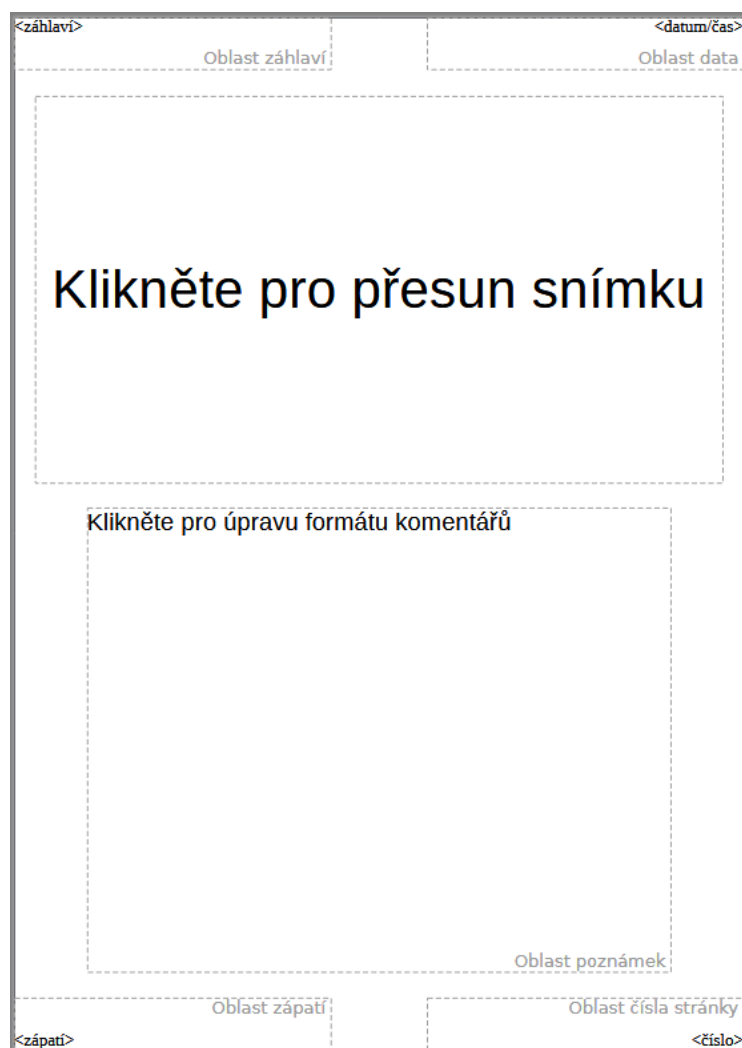 <záhlaví>
<datum/čas>
Oblast záhlaví
Oblast data
Klikněte pro přesun snímku
Klikněte pro úpravu formátu komentářů
Oblast poznámek
Oblast zápatí
Oblast čísla stránky
<zápatí>
<číslo>